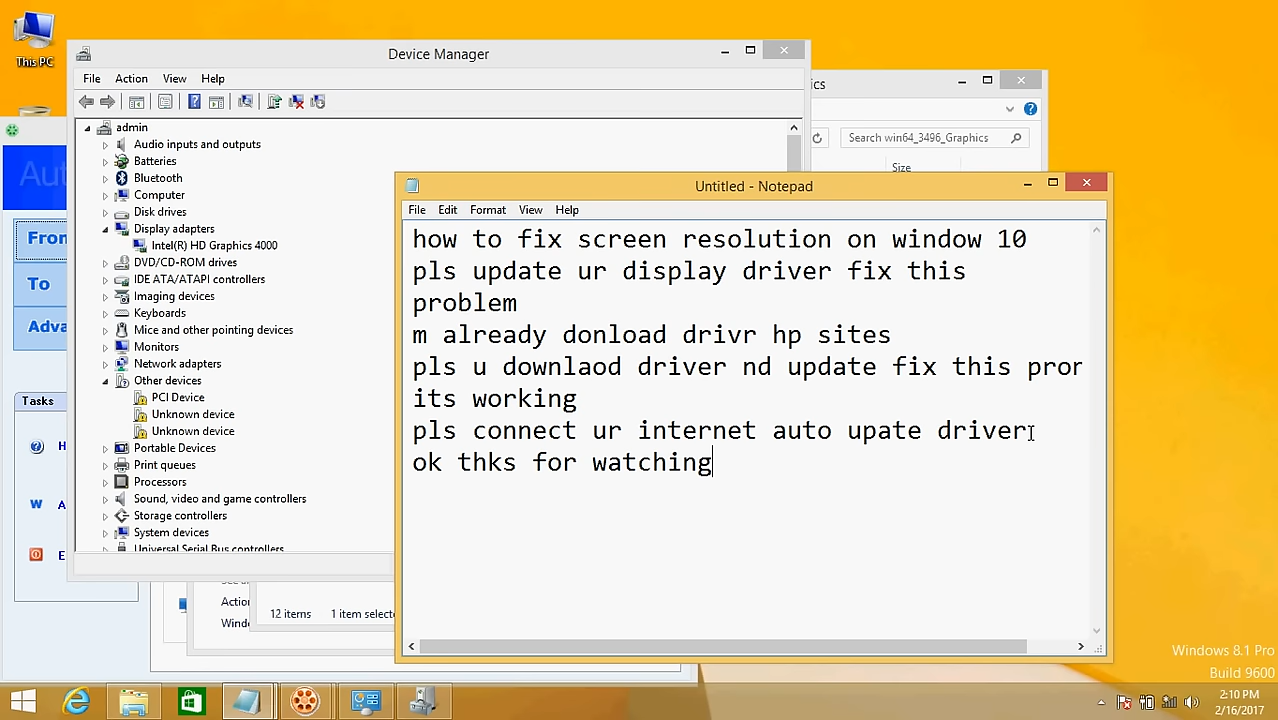 This PC
Device Manager
File Action View Help
admin
Audio inputs and outputs
Batteries
Bluetooth
Computer
Disk drives
Display adapters
Intel(R) HD Graphics 4000
DVD/CD-ROM drives
IDE ATA/ATAPI controllers
Imaging devices
Keyboards
Mice and other pointing devices
Monitors
Network adapters
Other devices
PCI Device
Unknown device
Unknown device
Portable Devices
Print queues
Processors
Sound, video and game controllers
Storage controllers
System devices
Universal Serial Bus controllers
ics
Search win64_3496_Graphics
Size
Untitled - Notepad
File Edit Format View Help
how to fix screen resolution on window 10
pls update ur display driver fix this
problem
m already donload drivr hp sites
pls u downlaod driver nd update fix this pror
its working
pls connect ur internet auto upate driver
ok thks for watching
Aut
From
To
Adva
Tasks
H
W A
E
Action
Windo
12 items 1 item selecte
Windows 8.1 Pro
Build 9600
2:10 PM
2/16/2017